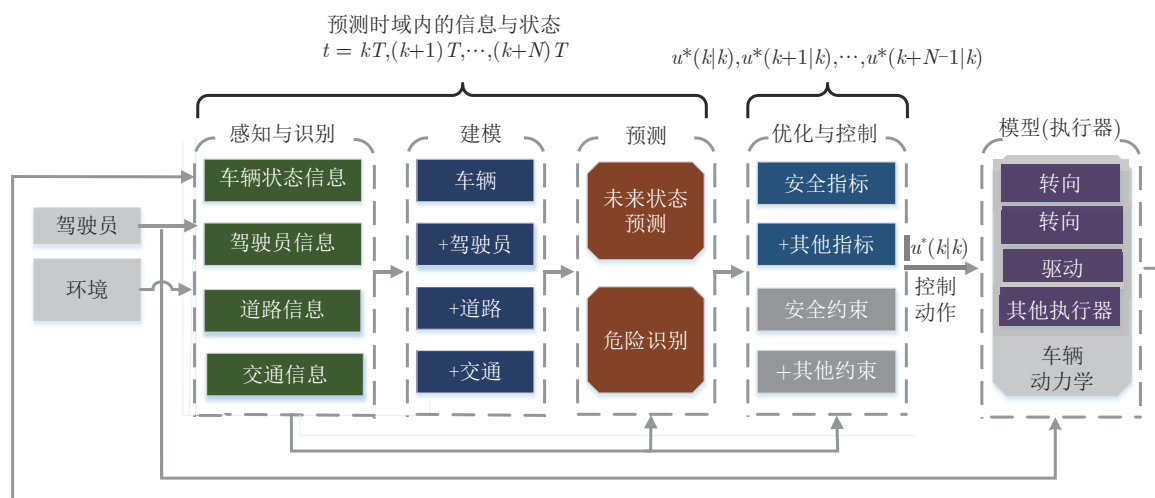 预测时域内的信息与状态
t = kT,(k+1)T,⋯,(k+N)T
u*(k|k),u*(k+1|k),⋯,u*(k+N−1|k)
感知与识别
车辆状态信息
驾驶员信息
道路信息
交通信息
建模
车辆
+驾驶员
+道路
+交通
预测
未来状态
预测
危险识别
优化与控制
安全指标
+其他指标
安全约束
+其他约束
模型(执行器)
转向
转向
驱动
其他执行器
车辆
动力学
驾驶员
环境
u*(k|k)
控制
动作